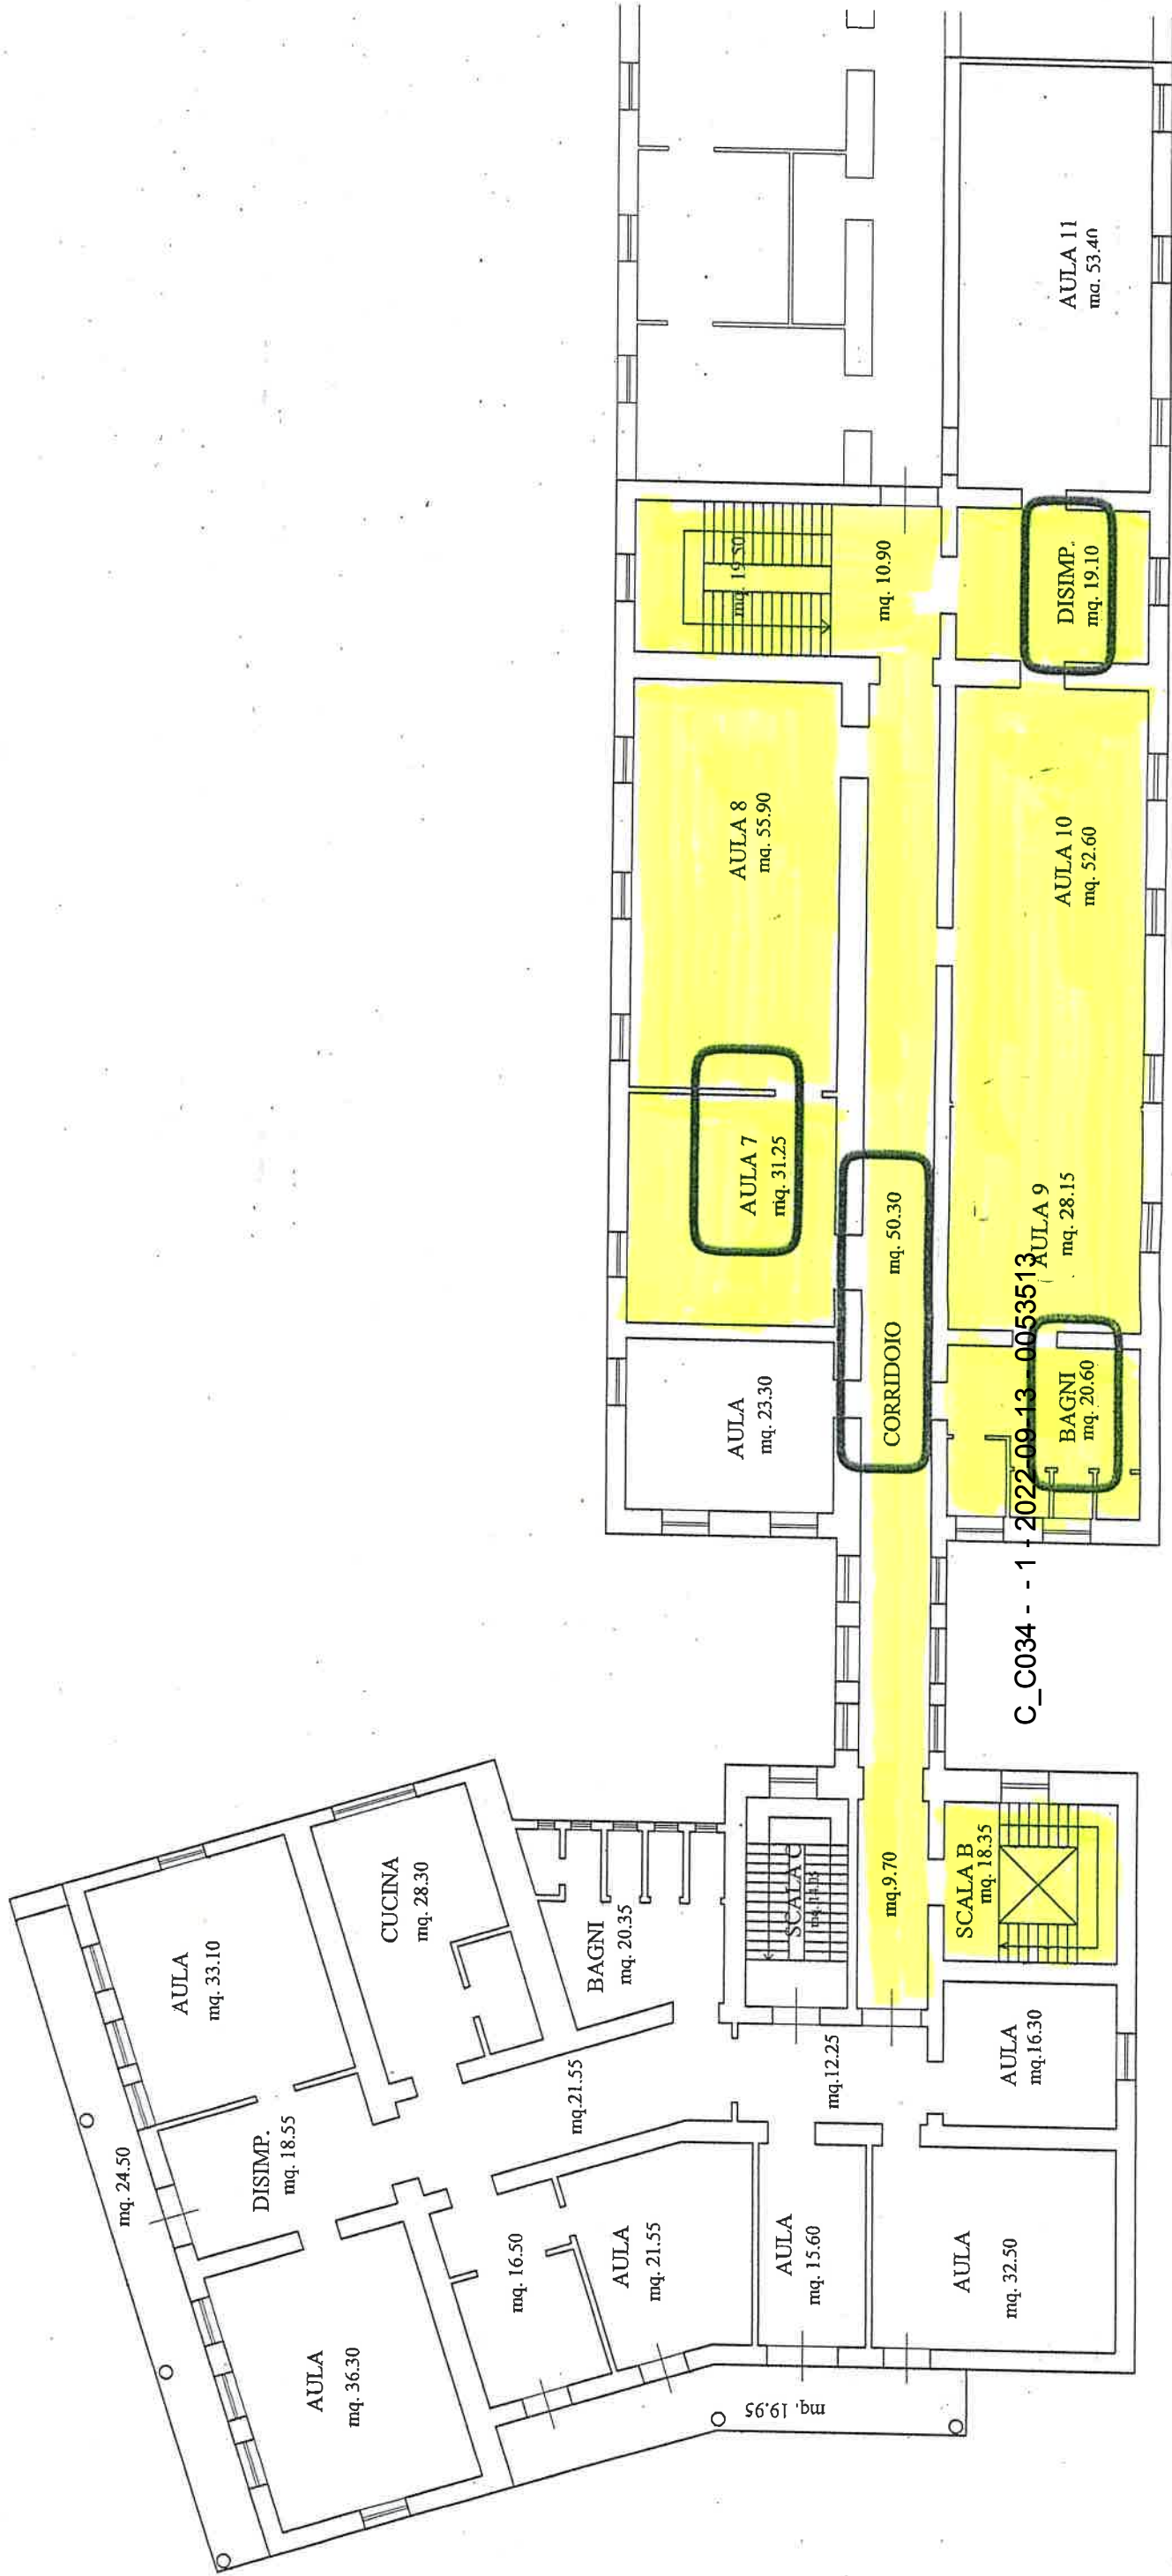 mq. 24.50
AULA
mq. 33.10
DISIMP.
mq. 18.55
AULA
mq. 36.30
CUCINA
mq. 28.30
BAGNI
mq. 20.35
mq.21.55
mq. 16.50
AULA
mq. 21.55
AULA
mq. 15.60
AULA
mq. 32.50
mq. 19.95
mq.12.25
AULA
mq.16.30
SCALA C
mq.9.70
SCALA B
mq. 18.35
AULA
mq. 23.30
CORRIDOIO mq. 50.30
BAGNI
mq. 20.60
AULA 7
mq. 31.25
AULA 8
mq. 55.90
AULA 9
mq. 28.15
AULA 10
mq. 52.60
mq. 19.50
mq. 10.90
DISIMP.
mq. 19.10
AULA 11
mq. 53.40
C_C034 - - 1 - 2022-09-13 - 0053513